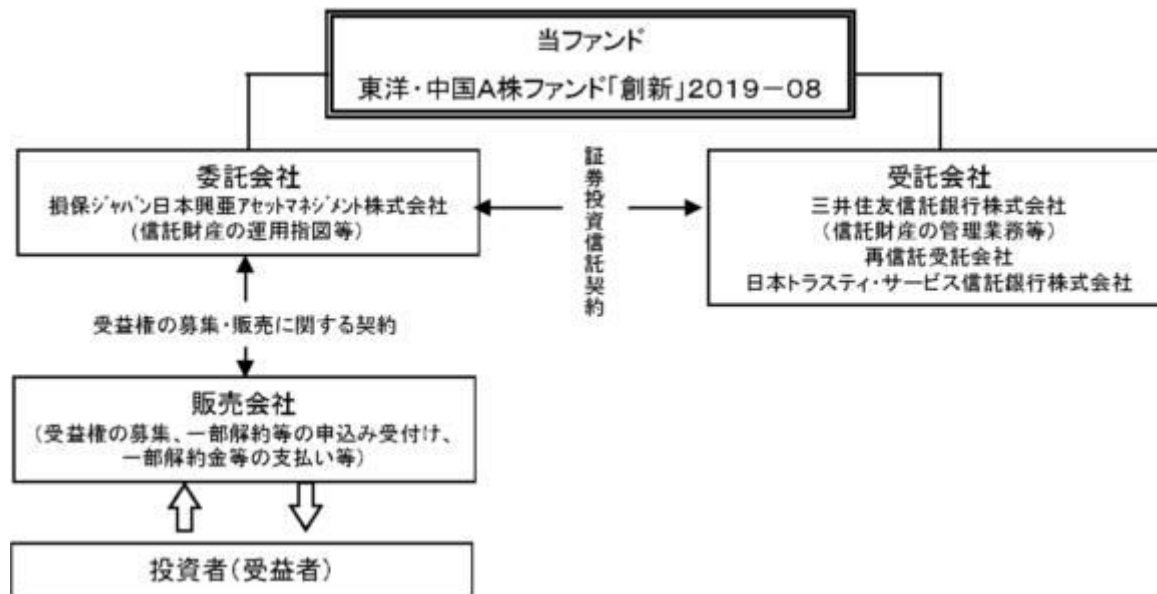 当ファンド
東洋・中国A株ファンド「創新」2019－08
委託会社
損保ｼﾞｬﾊﾟﾝ日本興亜ｱｾｯﾄﾏﾈｼﾞﾒﾝﾄ株式会社
(信託財産の運用指図等)
証券投資信託契約
受託会社
三井住友信託銀行株式会社
(信託財産の管理業務等)
再信託受託会社
日本トラスティ・サービス信託銀行株式会社
受益権の募集・販売に関する契約
販売会社
(受益権の募集、一部解約等の申込み受付け、
一部解約金等の支払い等)
投資者(受益者)